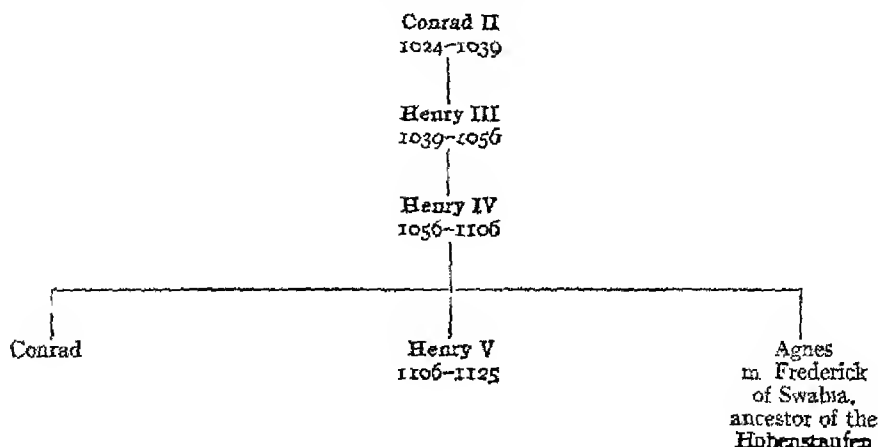 Conrad II
1024-1039
Henry III
1039-1056
Henry IV
1056-1106
Conrad
Henry V
1106-1125
Agnes
m Frederick
of Swabia,
ancestor of the
Hohenstaufen